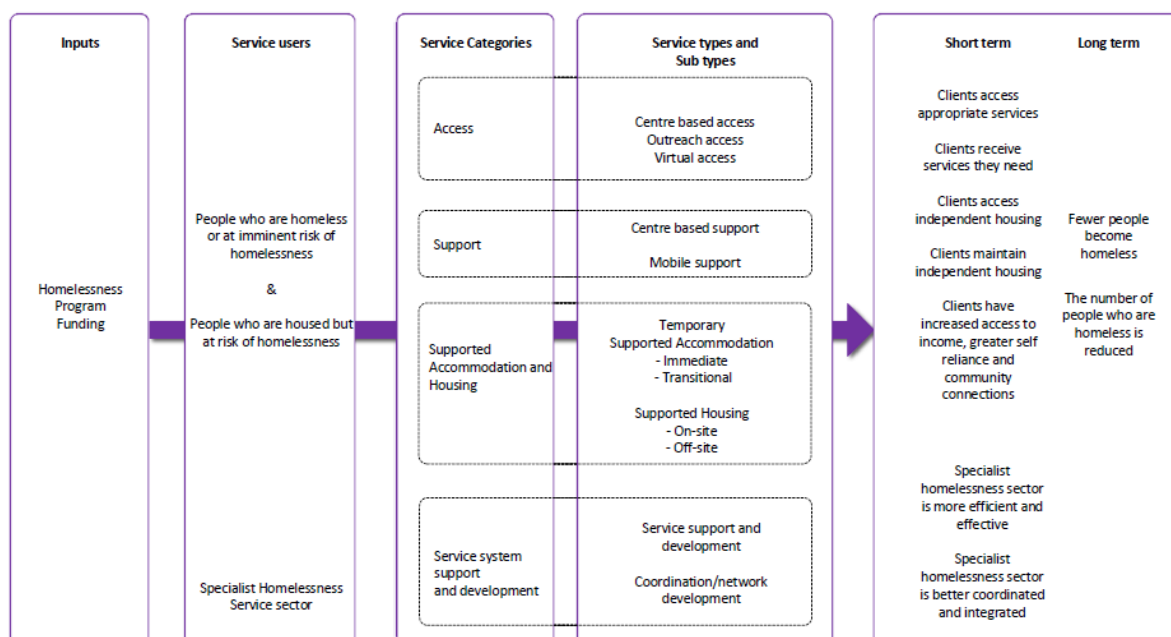 Inputs
Homelessness
Program
Funding
Service users
People who are homeless
or at imminent risk of
homelessness
&
People who are housed but
at risk of homelessness
Specialist Homelessness
Service sector
Service Categories
Access
Support
Supported
Accommodation and
Housing
Service system
support
and development
Service types and
Sub types
Centre based access
Outreach access
Virtual access
Centre based support
Mobile support
Temporary
Supported Accommodation
- Immediate
- Transitional
Supported Housing
- On-site
- Off-site
Service support and
development
Coordination/network
development
Short term
Clients access
appropriate services
Clients receive
services they need
Clients access
independent housing
Clients maintain
independent housing
Clients have
increased access to
income, greater self
reliance and
community
connections
Specialist
homelessness sector
is more efficient and
effective
Specialist
homelessness sector
is better coordinated
and integrated
Long term
Fewer people
become
homeless
The number of
people who are
homeless is
reduced